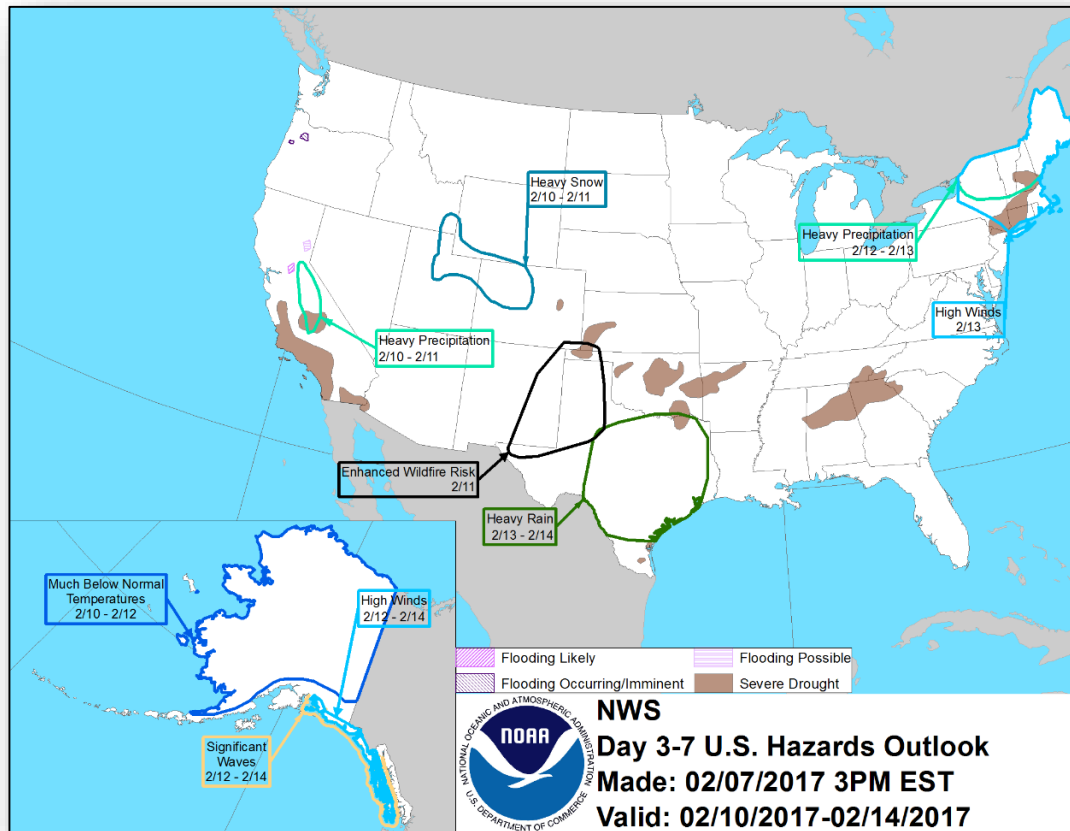 Heavy Snow
2/10 - 2/11
Heavy Precipitation
2/12 - 2/13
High Winds
2/13
Heavy Precipitation
2/10 - 2/11
Enhanced Wildfire Risk
2/11
Heavy Rain
2/13 - 2/14
Much Below Normal
Temperatures
2/10 - 2/12
High Winds
2/12 - 2/14
Significant
Waves
2/12 - 2/14
Flooding Likely
Flooding Possible
Flooding Occurring/Imminent
Severe Drought
NATIONAL OCEANIC AND ATMOSPHERIC ADMINISTRATION
NOAA
U.S. DEPARTMENT OF COMMERCE
NWS
Day 3-7 U.S. Hazards Outlook
Made: 02/07/2017 3PM EST
Valid: 02/10/2017-02/14/2017